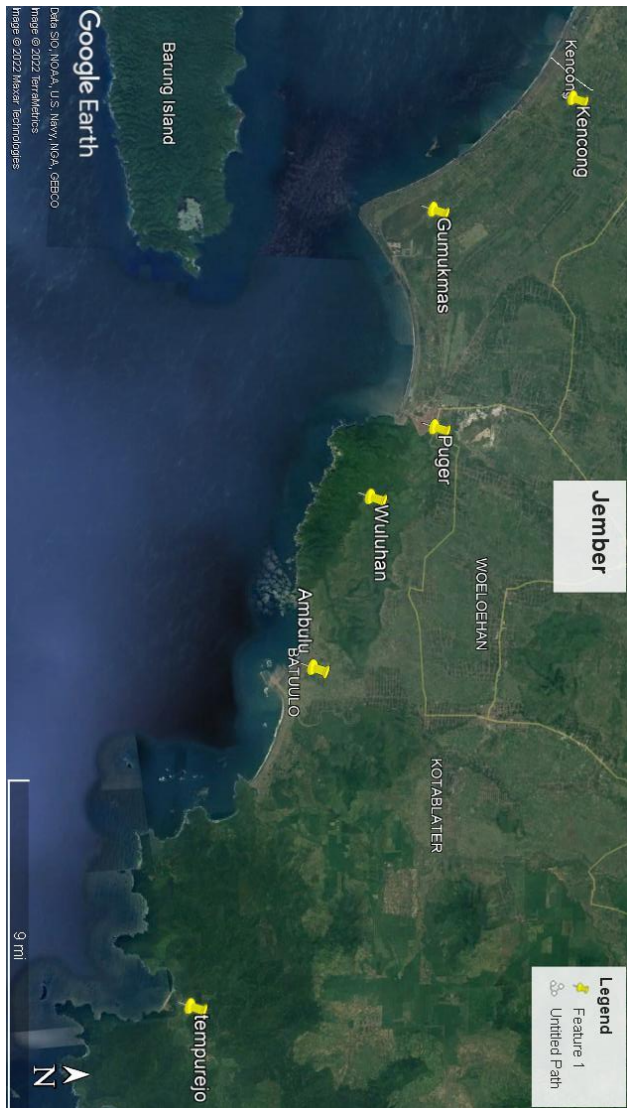 Jember
Legend
Feature 1
Untitled Path
Kencong
Kencong
Gumukmas
Puger
Wuluhan
WOELOEHAN
Ambulu
BATUULO
KOTABLATER
tempurejo
Barung Island
Google Earth
Data SIO, NOAA, U.S. Navy, NGA, GEBCO
Image © 2022 TerraMetrics
Image © 2022 Maxar Technologies
9 mi
N